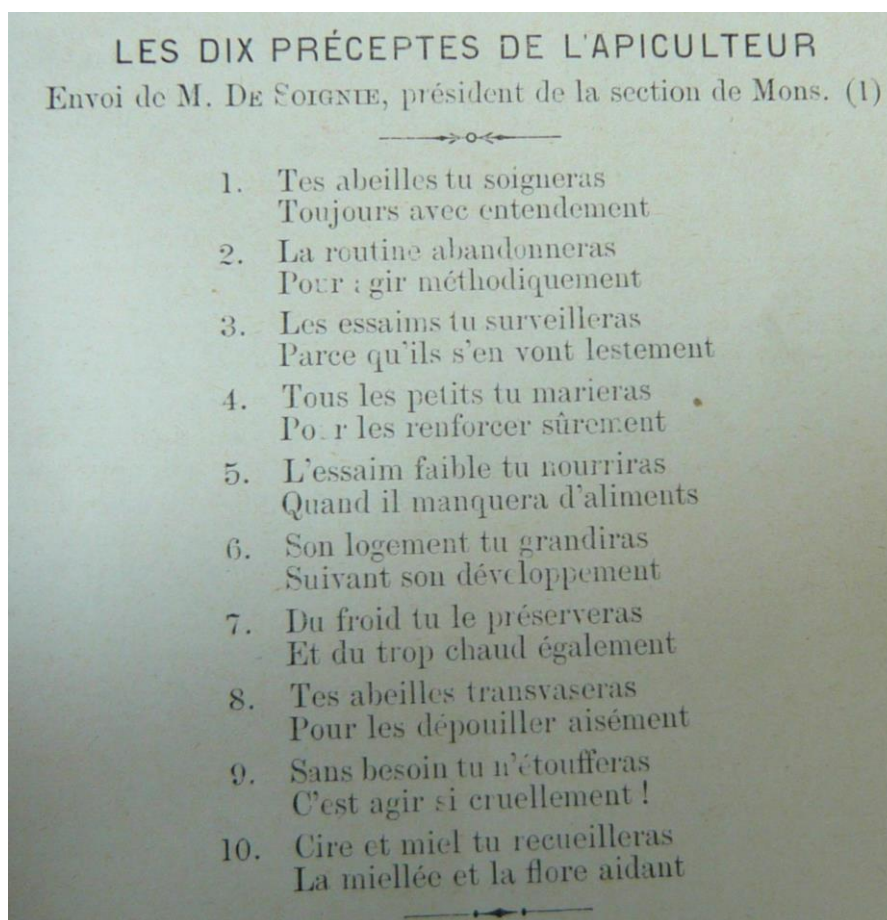 LES DIX PRÉCEPTES DE L'APICULTEUR
Envoi de M. DE SOIGNIE, président de la section de Mons. (1)
1. Tes abeilles tu soigneras
Toujours avec entendement
2. La routine abandonneras
Pour agir méthodiquement
3. Les essaims tu surveilleras
Parce qu'ils s'en vont lestement
4. Tous les petits tu marieras
Pour les renforcer sûrement
5. L'essaim faible tu nourriras
Quand il manquera d'aliments
6. Son logement tu grandiras
Suivant son développement
7. Du froid tu le préserveras
Et du trop chaud également
8. Tes abeilles transvaseras
Pour les dépouiller aisément
9. Sans besoin tu n'étoufferas
C'est agir si cruellement !
10. Cire et miel tu recueilleras
La miellée et la flore aidant